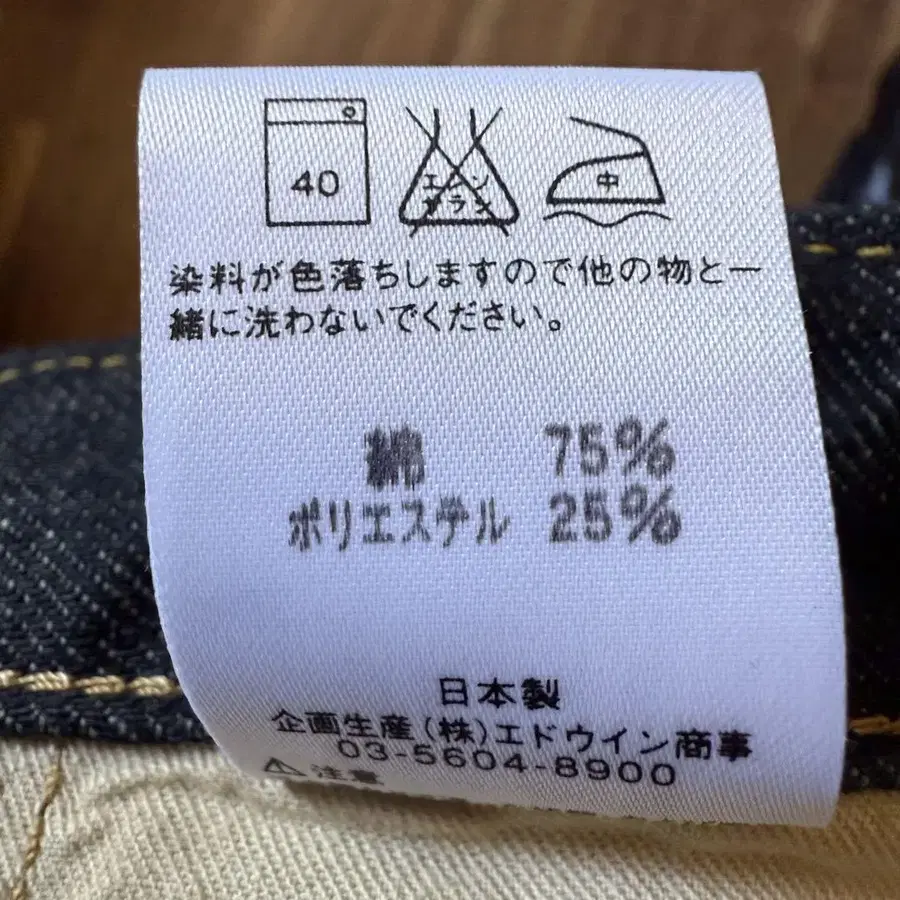 40
エンソ
サラシ
中
染料が色落ちしますので他の物と一
緒に洗わないでください。
綿 75%
ポリエステル 25%
日本製
企画生産(株)エドウイン商事
03-5604-8900
⚠注意